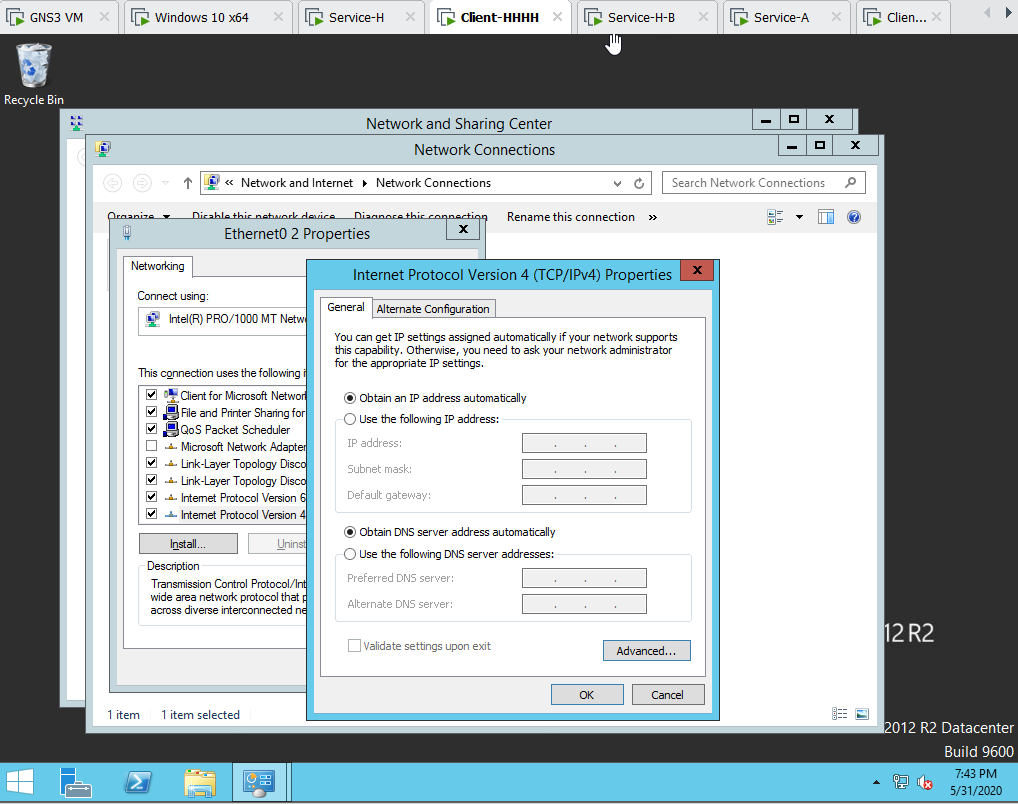 GNS3 VM
Windows 10 x64
Service-H
Client-HHHH
Service-H-B
Service-A
Clien...
Recycle Bin
Network and Sharing Center
Network Connections
« Network and Internet Network Connections
Search Network Connections
Organize Disable this network device Diagnose this connection Rename this connection »
Ethernet0 2 Properties
Networking
Connect using:
Intel(R) PRO/1000 MT Netw
This connection uses the following i
Client for Microsoft Networ
File and Printer Sharing for
QoS Packet Scheduler
Microsoft Network Adapter
Link-Layer Topology Disco
Link-Layer Topology Disco
Internet Protocol Version 6
Internet Protocol Version 4
Install...
Uninst
Description
Transmission Control Protocol/Int
wide area network protocol that p
across diverse interconnected ne
Internet Protocol Version 4 (TCP/IPv4) Properties
General
Alternate Configuration
You can get IP settings assigned automatically if your network supports
this capability. Otherwise, you need to ask your network administrator
for the appropriate IP settings.
Obtain an IP address automatically
Use the following IP address:
IP address:
Subnet mask:
Default gateway:
Obtain DNS server address automatically
Use the following DNS server addresses:
Preferred DNS server:
Alternate DNS server:
Validate settings upon exit
Advanced...
OK
Cancel
1 item
1 item selected
12 R2
2012 R2 Datacenter
Build 9600
7:43 PM
5/31/2020